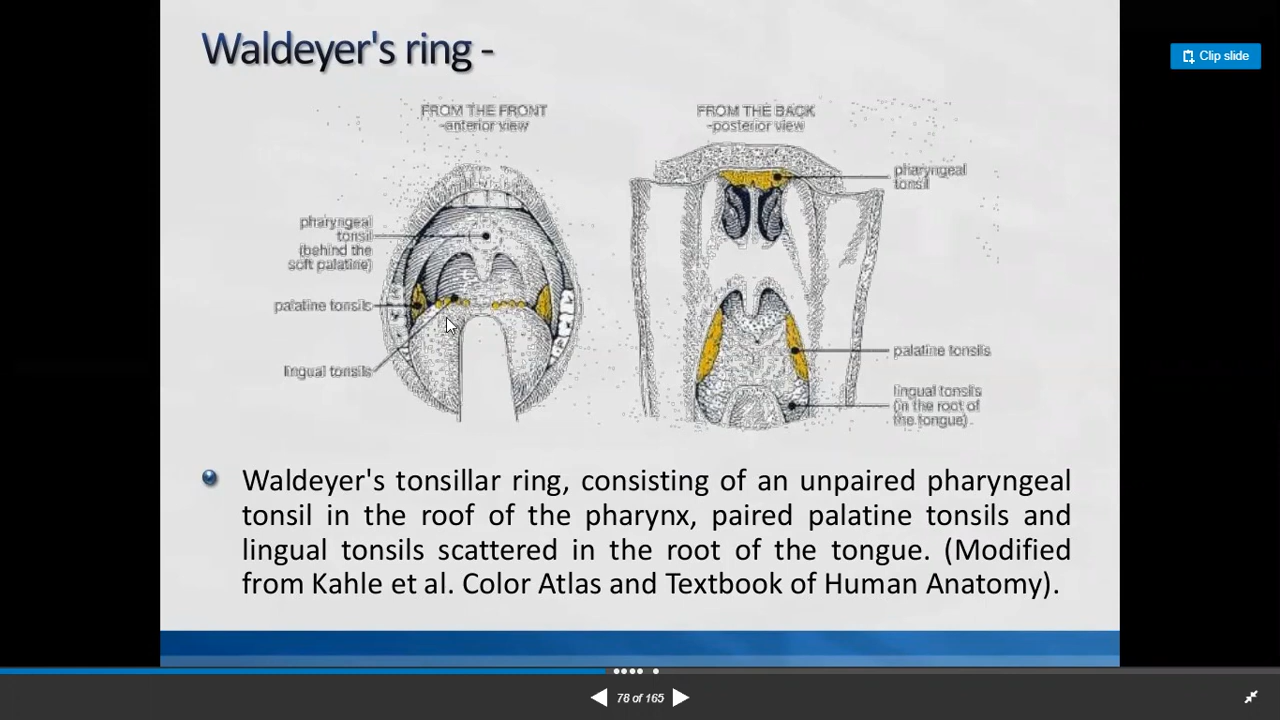 Waldeyer's ring -
Clip slide
FROM THE FRONT
-anterior view
FROM THE BACK
-posterior view
pharyngeal
tonsil
(behind the
soft palatine)
palatine tonsils
lingual tonsils
pharyngeal
tonsil
palatine tonsils
lingual tonsils
(in the root of
the tongue)
Waldeyer's tonsillar ring, consisting of an unpaired pharyngeal
tonsil in the roof of the pharynx, paired palatine tonsils and
lingual tonsils scattered in the root of the tongue. (Modified
from Kahle et al. Color Atlas and Textbook of Human Anatomy).
78 of 165